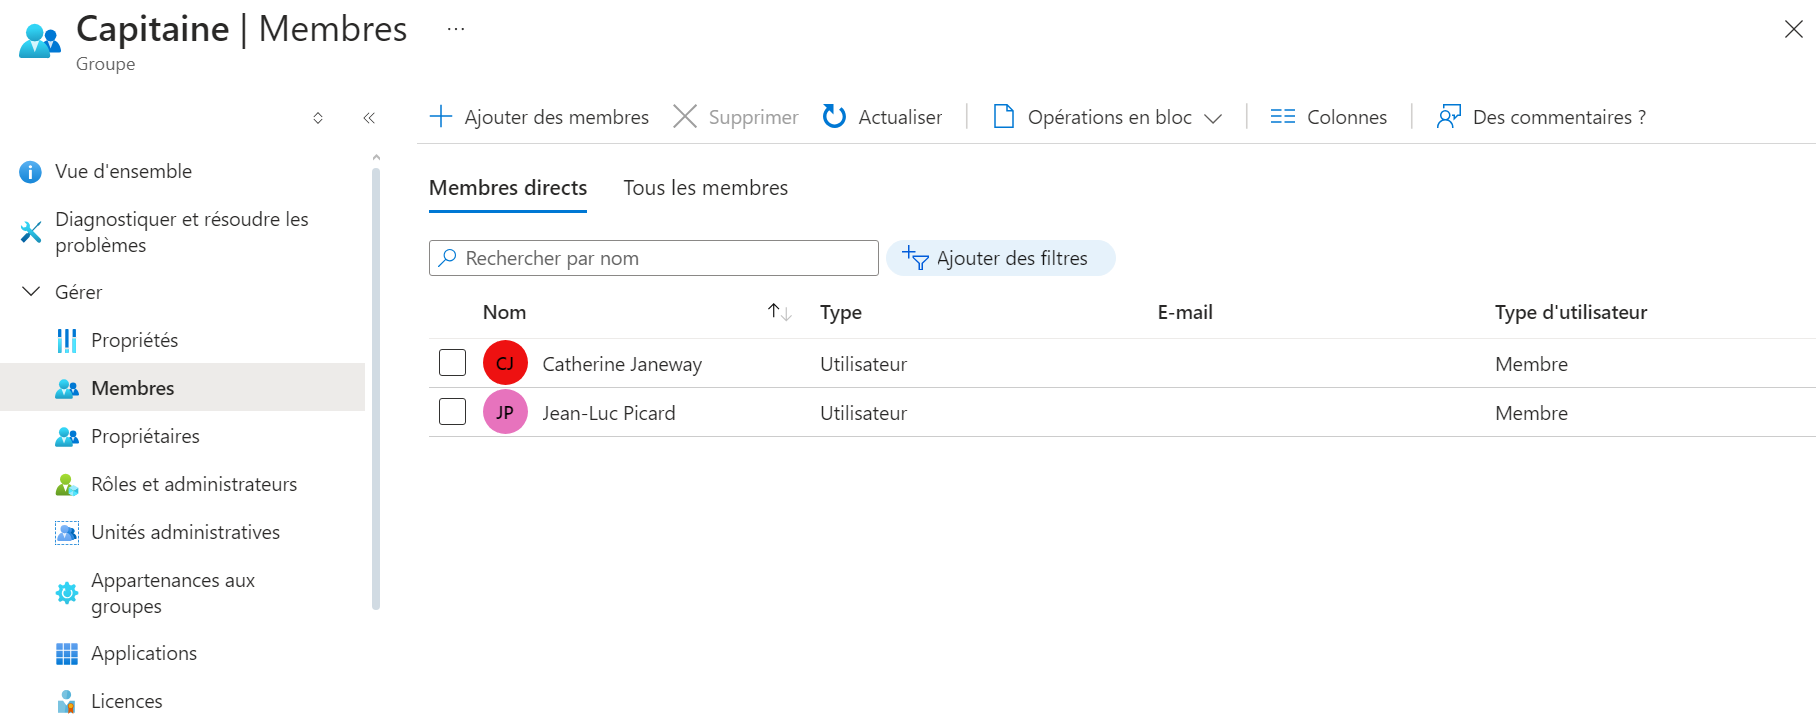 Capitaine | Membres ...
Groupe
Ajouter des membres Supprimer Actualiser Opérations en bloc Colonnes Des commentaires ?
Vue d'ensemble
Diagnostiquer et résoudre les
problèmes
Gérer
Propriétés
Membres
Propriétaires
Rôles et administrateurs
Unités administratives
Appartenances aux
groupes
Applications
Licences
Membres directs Tous les membres
Rechercher par nom Ajouter des filtres
Nom Type E-mail Type d'utilisateur
CJ Catherine Janeway Utilisateur Membre
JP Jean-Luc Picard Utilisateur Membre